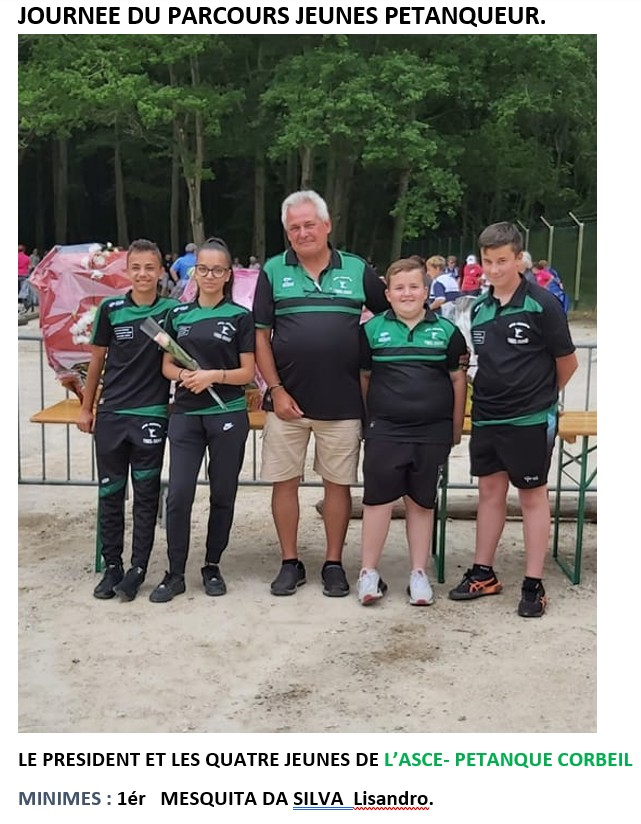 JOURNEE DU PARCOURS JEUNES PETANQUEUR.
LE PRESIDENT ET LES QUATRE JEUNES DE L’ASCE- PETANQUE CORBEIL
MINIMES : 1ér MESQUITA DA SILVA Lisandro.